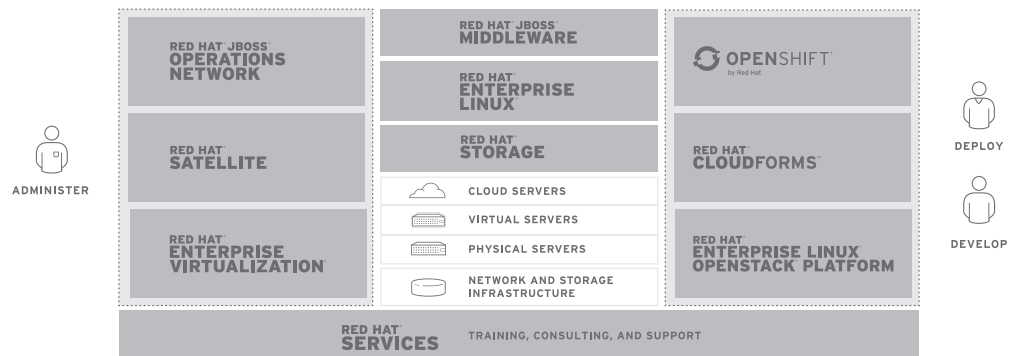 ADMINISTER
RED HAT® JBOSS®
OPERATIONS
NETWORK
RED HAT®
SATELLITE
RED HAT®
ENTERPRISE
VIRTUALIZATION
RED HAT® JBOSS®
MIDDLEWARE
RED HAT®
ENTERPRISE
LINUX®
RED HAT®
STORAGE
CLOUD SERVERS
VIRTUAL SERVERS
PHYSICAL SERVERS
NETWORK AND STORAGE
INFRASTRUCTURE
OPENSHIFT™
by Red Hat®
RED HAT®
CLOUDFORMS™
RED HAT®
ENTERPRISE LINUX®
OPENSTACK® PLATFORM
DEPLOY
DEVELOP
RED HAT®
SERVICES
TRAINING, CONSULTING, AND SUPPORT